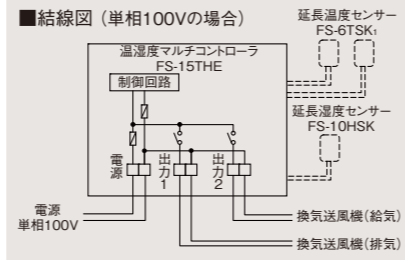 ■結線図（単相100Vの場合）
延長温度センサー
FS-6TSK₁
温湿度マルチコントローラ
FS-15THE
制御回路
延長湿度センサー
FS-10HSK
電源
出力1
出力2
電源
単相100V
換気送風機（給気）
換気送風機（排気）